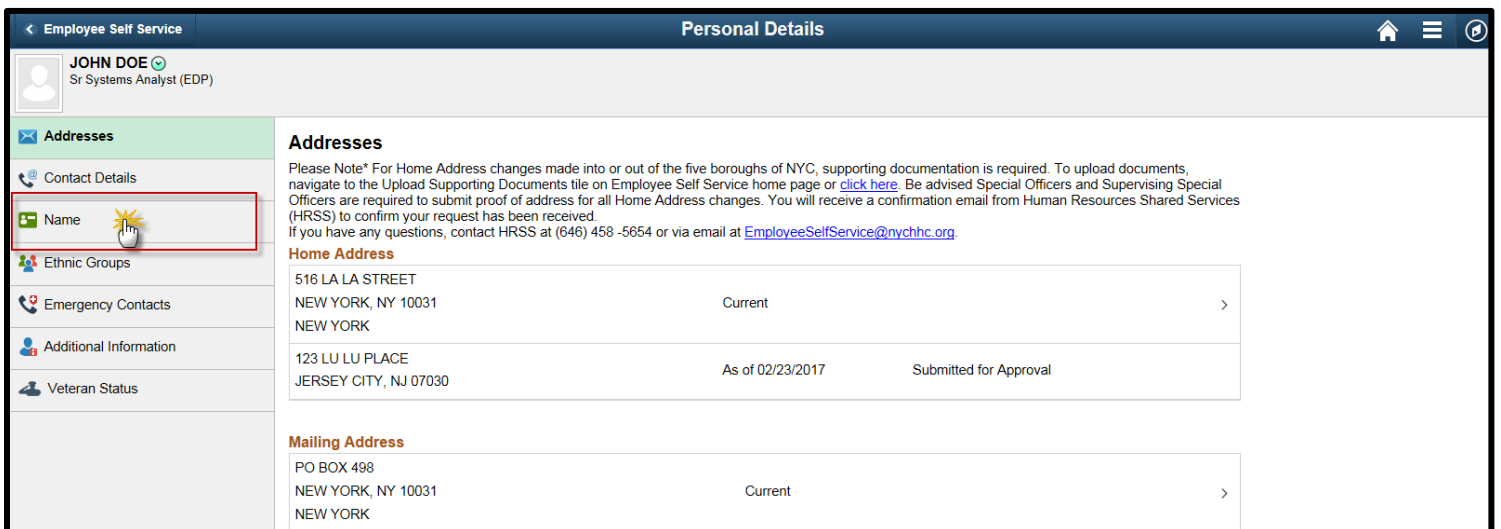 Employee Self Service
Personal Details
JOHN DOE
Sr Systems Analyst (EDP)
Addresses
Contact Details
Name
Ethnic Groups
Emergency Contacts
Additional Information
Veteran Status
Addresses
Please Note* For Home Address changes made into or out of the five boroughs of NYC, supporting documentation is required. To upload documents,
navigate to the Upload Supporting Documents tile on Employee Self Service home page or click here. Be advised Special Officers and Supervising Special
Officers are required to submit proof of address for all Home Address changes. You will receive a confirmation email from Human Resources Shared Services
(HRSS) to confirm your request has been received.
If you have any questions, contact HRSS at (646) 458 -5654 or via email at EmployeeSelfService@nychhc.org.
Home Address
516 LA LA STREET
NEW YORK, NY 10031 Current
NEW YORK
123 LU LU PLACE
JERSEY CITY, NJ 07030
As of 02/23/2017 Submitted for Approval
Mailing Address
PO BOX 498
NEW YORK, NY 10031 Current
NEW YORK